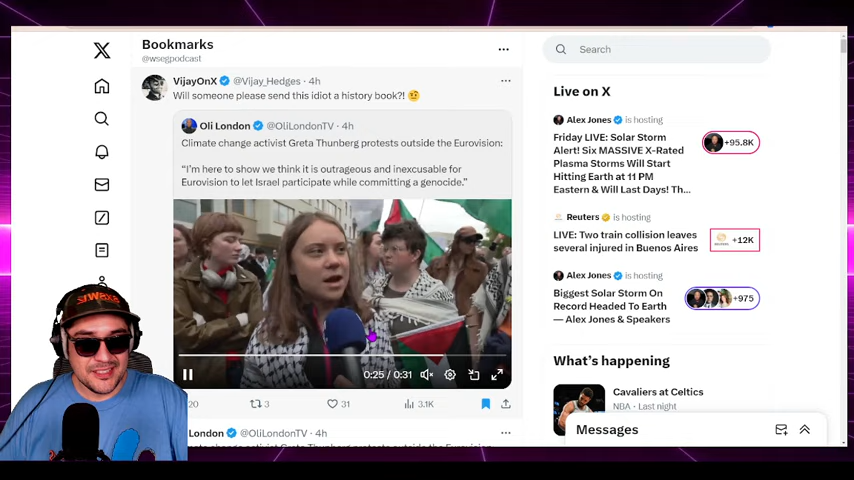 Bookmarks
@wsegpodcast
VijayOnX @Vijay_Hedges · 4h
Will someone please send this idiot a history book?! 🤨
Oli London @OliLondonTV · 4h
Climate change activist Greta Thunberg protests outside the Eurovision:
“I’m here to show we think it is outrageous and inexcusable for
Eurovision to let Israel participate while committing a genocide.”
0:25 / 0:31
20 3 31 3.1K
London @OliLondonTV · 4h
Search
Live on X
Alex Jones is hosting
Friday LIVE: Solar Storm
Alert! Six MASSIVE X-Rated
Plasma Storms Will Start
Hitting Earth at 11 PM
Eastern & Will Last Days! Th...
+95.8K
Reuters is hosting
LIVE: Two train collision leaves
several injured in Buenos Aires
+12K
Alex Jones is hosting
Biggest Solar Storm On
Record Headed To Earth
— Alex Jones & Speakers
+975
What’s happening
Cavaliers at Celtics
NBA · Last night
Messages